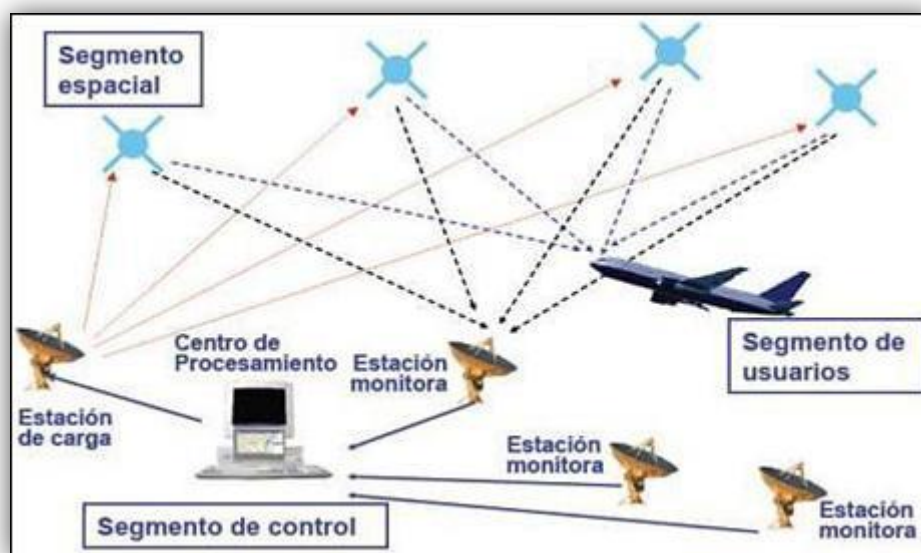 Segmento
espacial
Centro de
Procesamiento
Estación
monitora
Segmento de
usuarios
Estación
de carga
Estación
monitora
Estación
monitora
Segmento de control